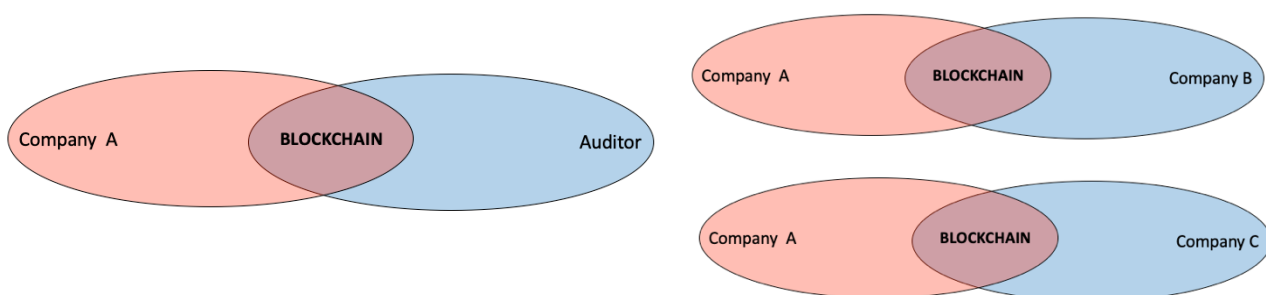 Company A
BLOCKCHAIN
Auditor
Company A
BLOCKCHAIN
Company B
Company A
BLOCKCHAIN
Company C